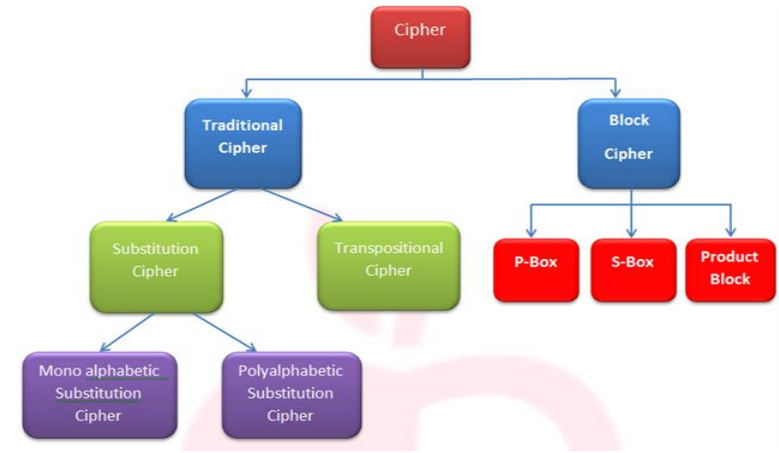 Cipher
Traditional
Cipher
Block
Cipher
Substitution
Cipher
Transpositional
Cipher
P-Box
S-Box
Product
Block
Mono alphabetic
Substitution
Cipher
Polyalphabetic
Substitution
Cipher